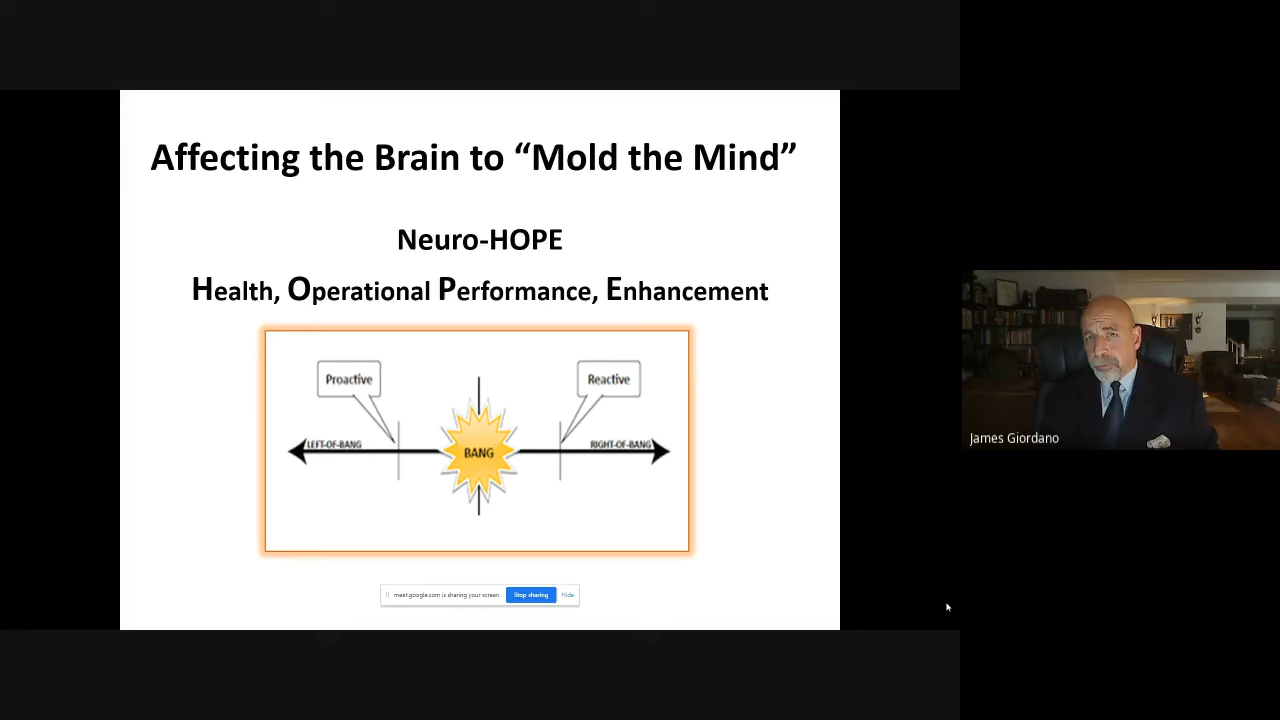 Affecting the Brain to “Mold the Mind”
Neuro-HOPE
Health, Operational Performance, Enhancement
Proactive
Reactive
LEFT-OF-BANG
BANG
RIGHT-OF-BANG
James Giordano
meet.google.com is sharing your screen.
Stop sharing
Hide